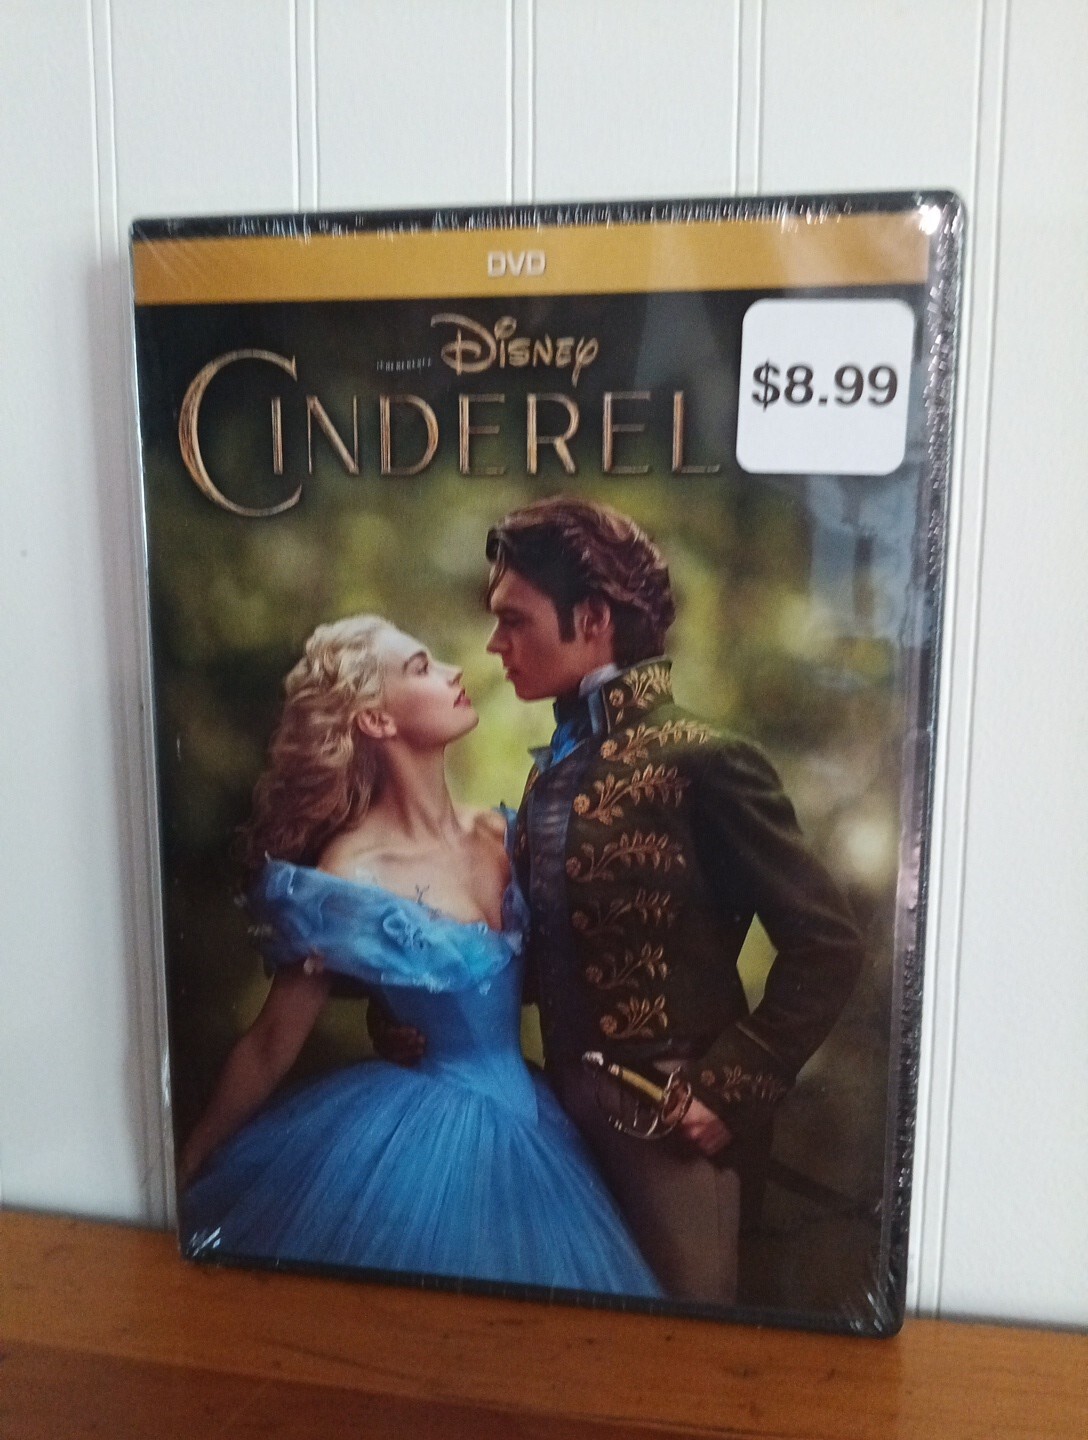 DVD
Disney
CINDEREL
$8.99